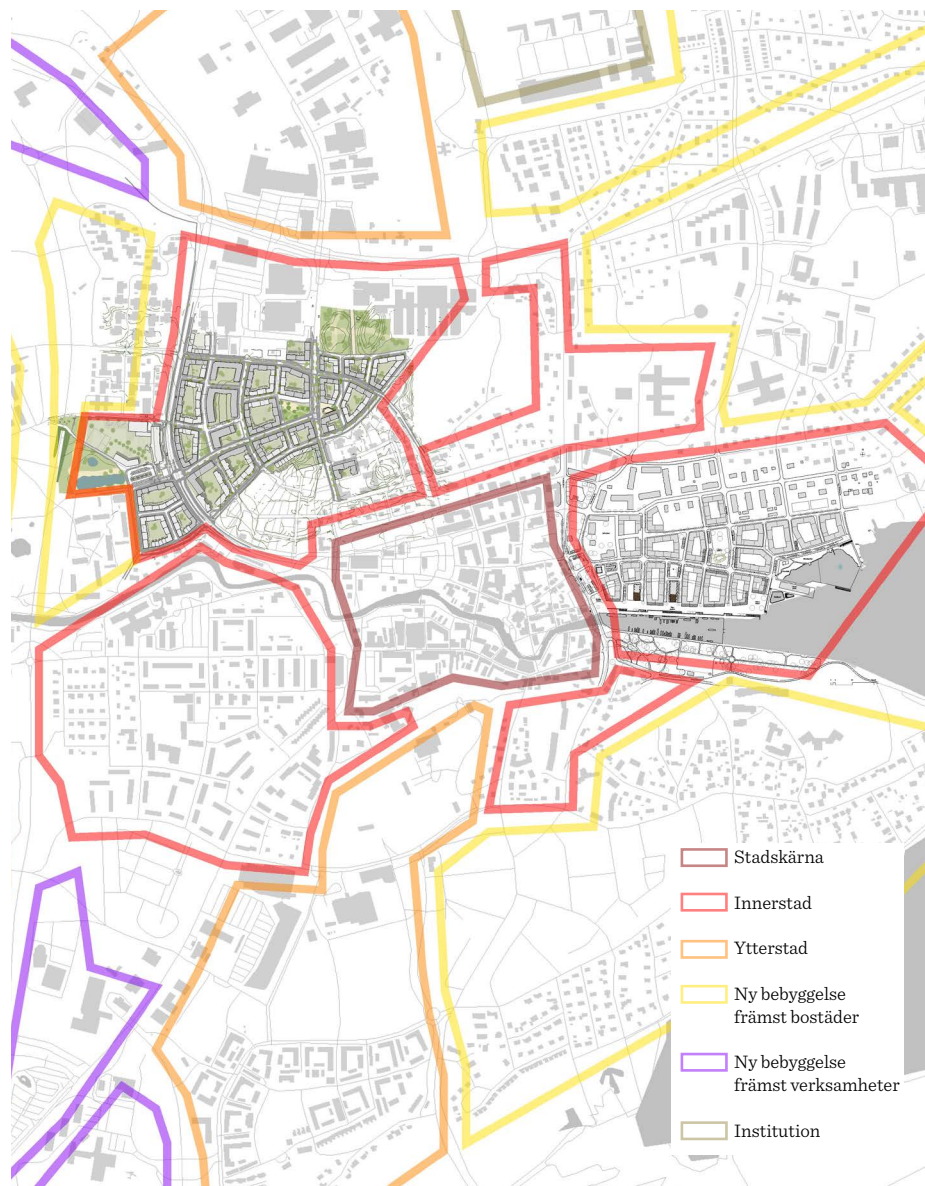 Stadskärna
Innerstad
Ytterstad
Ny bebyggelse
främst bostäder
Ny bebyggelse
främst verksamheter
Institution